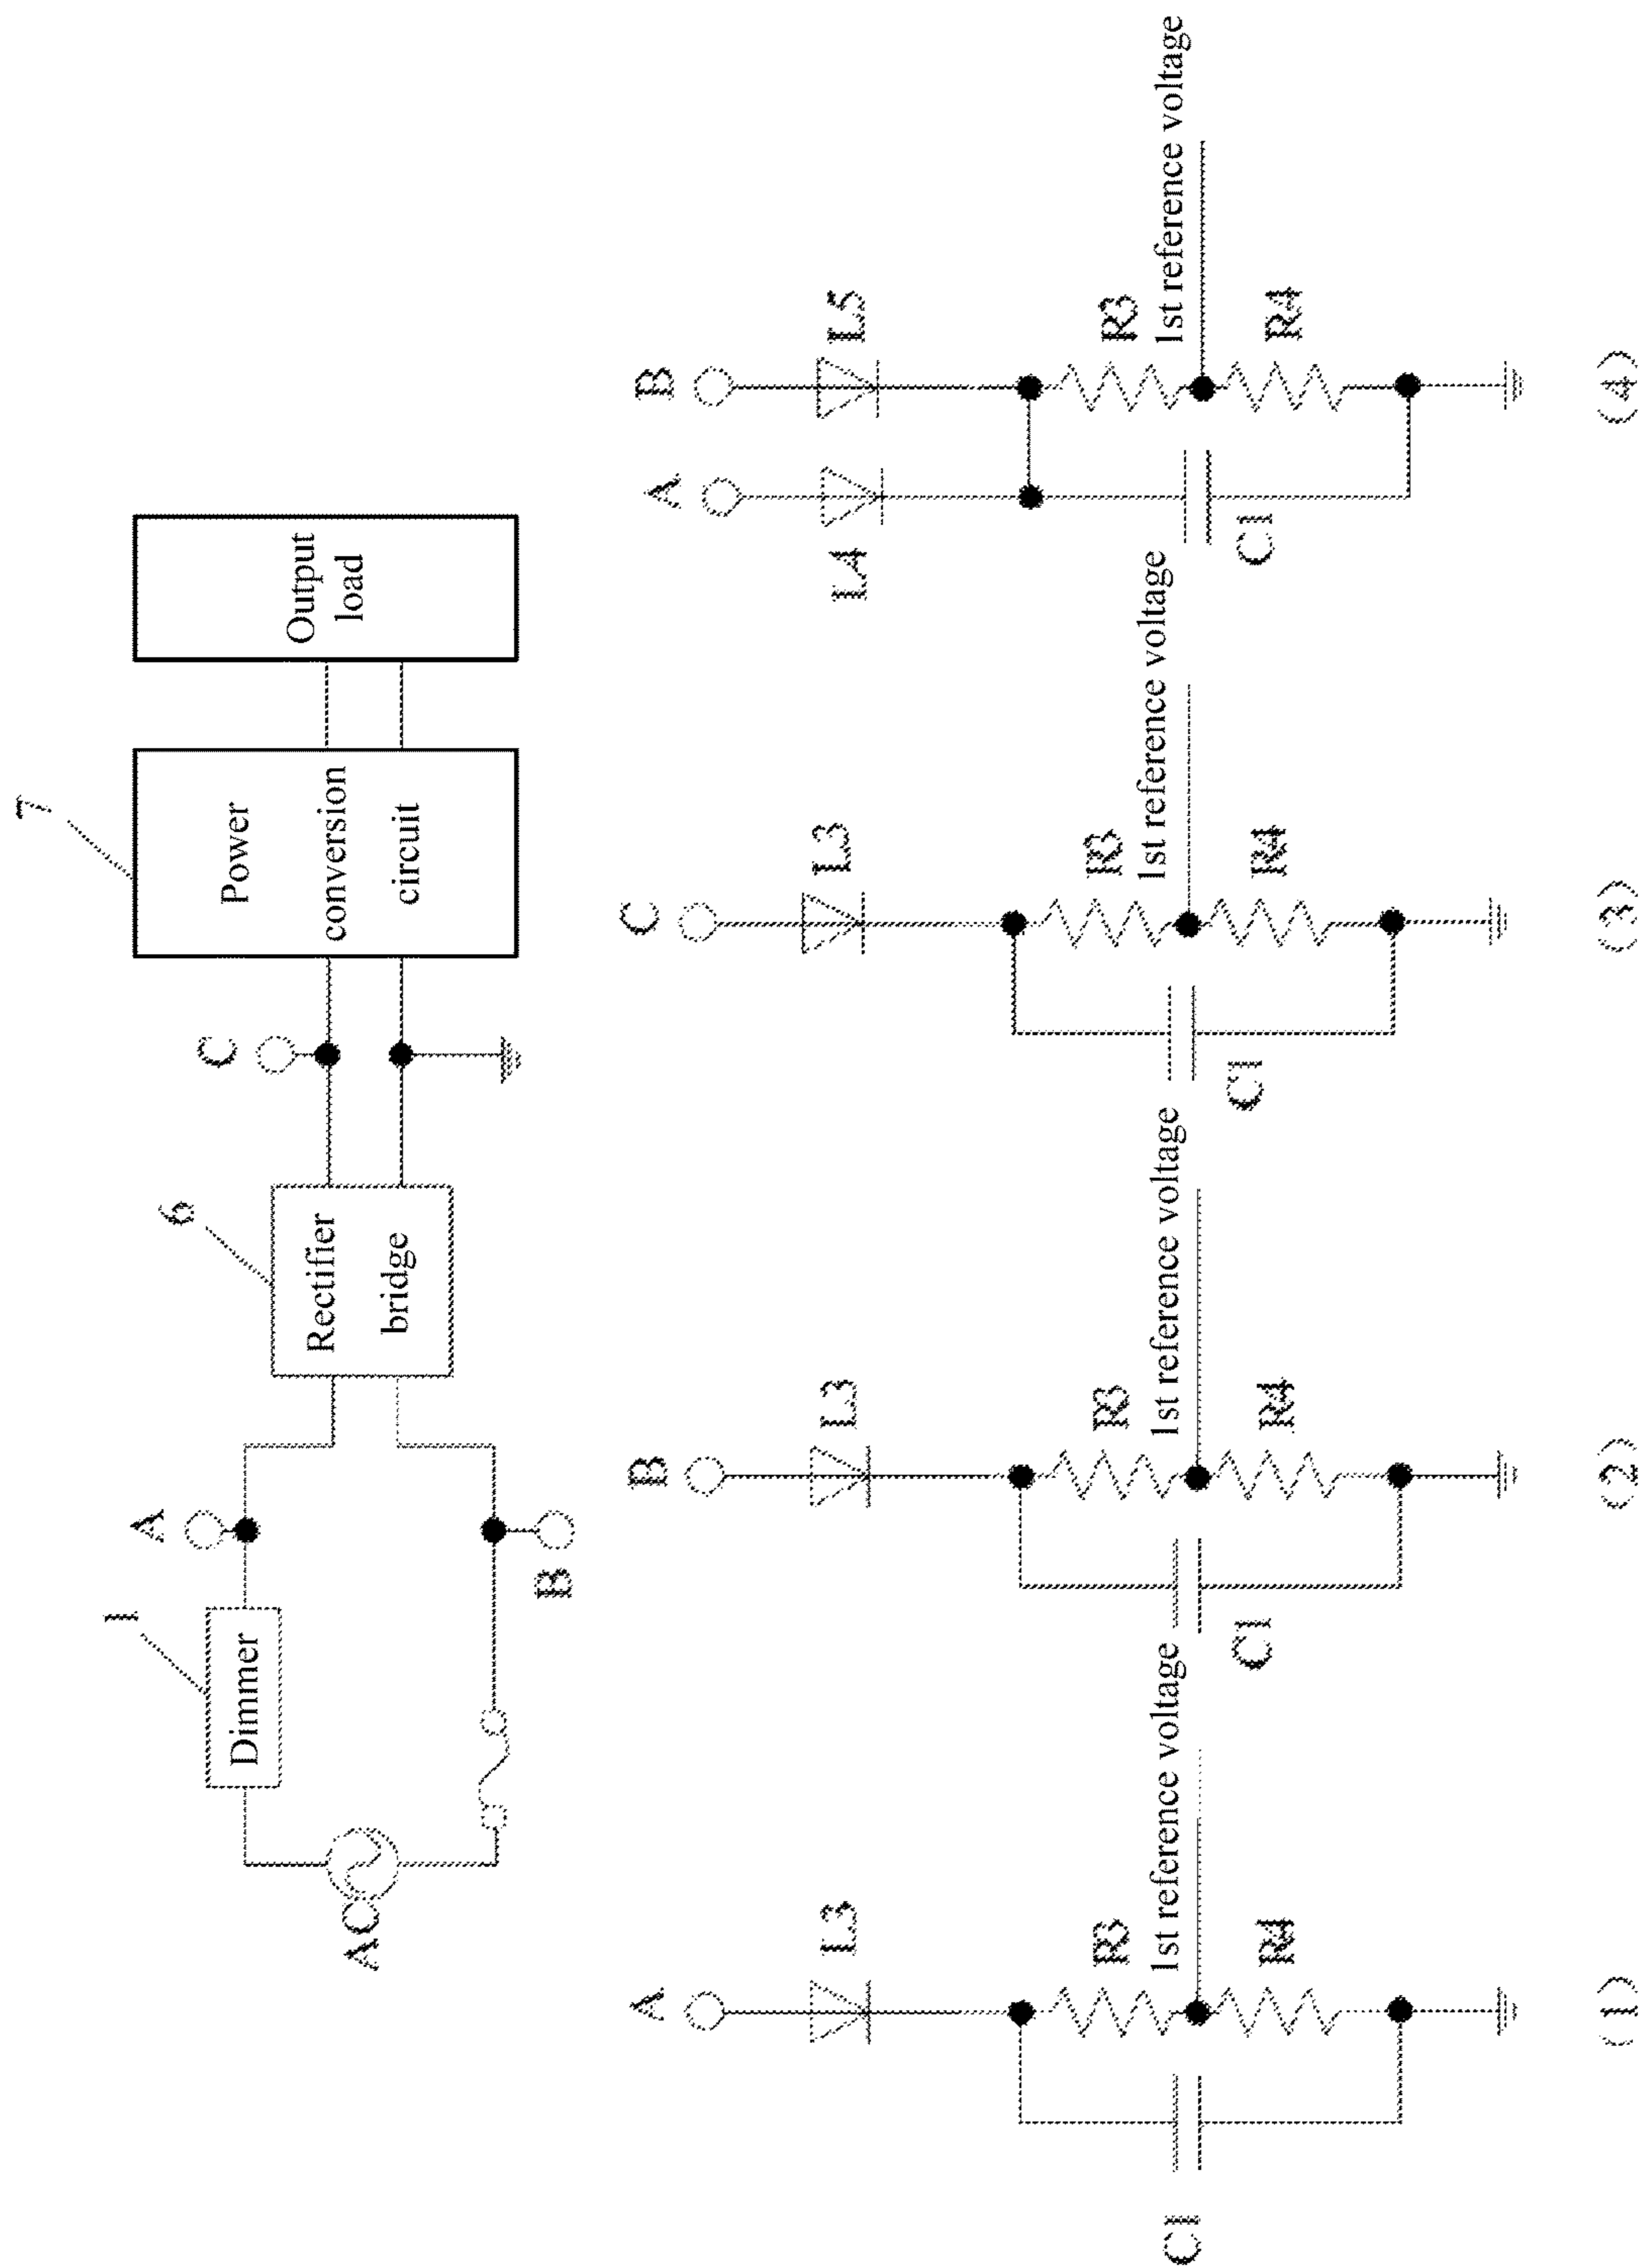 1
A
6
C
7
Dimmer
Rectifier
bridge
Power
conversion
circuit
Output
load
AC
B
A
L3
C1
R3
1st reference voltage
R4
(1)
B
L3
C1
R3
1st reference voltage
R4
(2)
C
L3
C1
R3
1st reference voltage
R4
(3)
A
B
L4
L5
C1
R3
1st reference voltage
R4
(4)